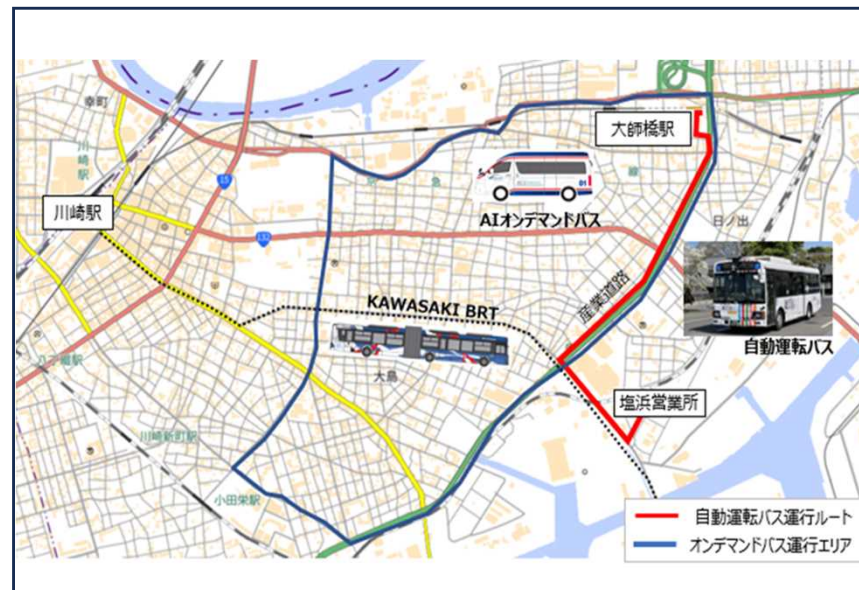 幸町
大師橋駅
15
川崎駅
川崎駅
AIオンデマンドバス
日ノ出
132
産業道路
KAWASAKI BRT
自動運転バス
大島
八丁畷駅
塩浜営業所
川崎新町駅
小田栄駅
自動運転バス運行ルート
オンデマンドバス運行エリア